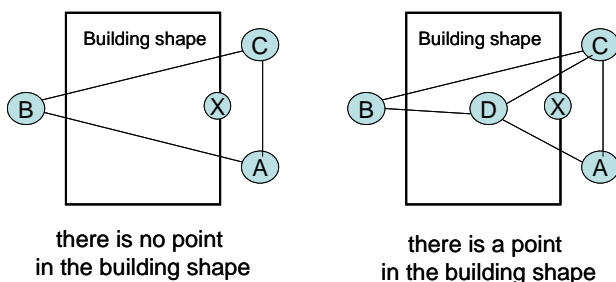 Building shape
C
B
X
A
there is no point
in the building shape
Building shape
C
B
D
X
A
there is a point
in the building shape